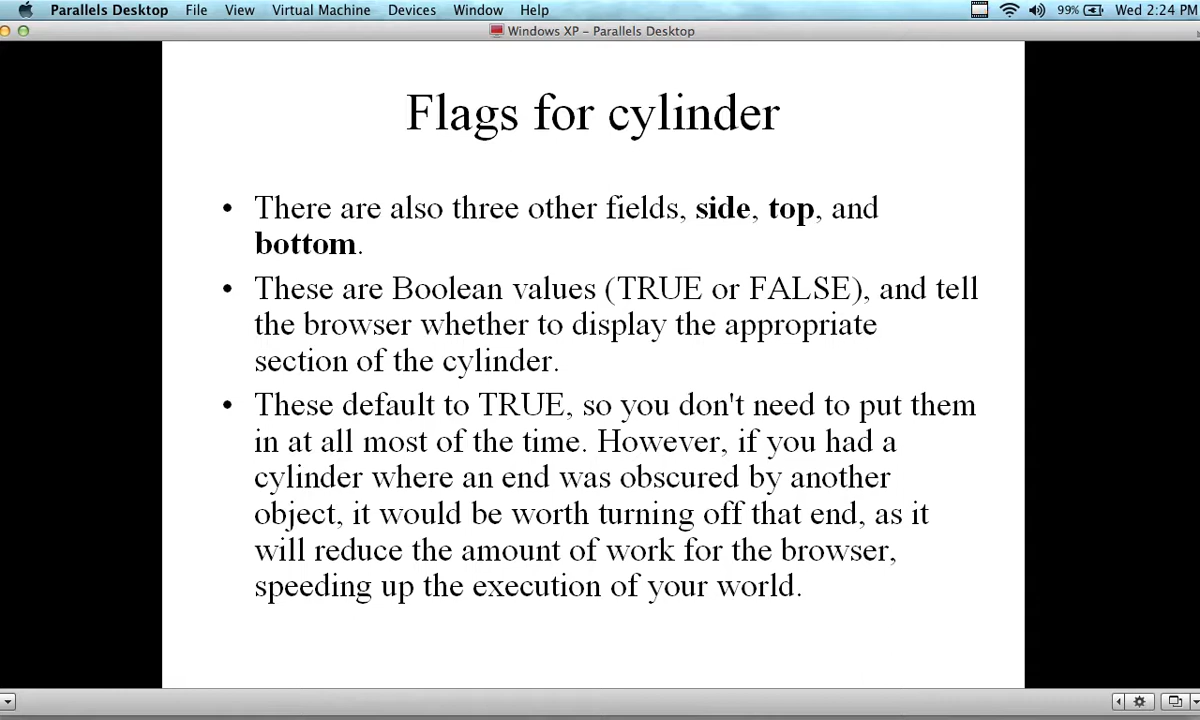 Parallels Desktop File View Virtual Machine Devices Window Help 99% Wed 2:24 PM
Windows XP – Parallels Desktop
Flags for cylinder
• There are also three other fields, side, top, and
bottom.
• These are Boolean values (TRUE or FALSE), and tell
the browser whether to display the appropriate
section of the cylinder.
• These default to TRUE, so you don't need to put them
in at all most of the time. However, if you had a
cylinder where an end was obscured by another
object, it would be worth turning off that end, as it
will reduce the amount of work for the browser,
speeding up the execution of your world.